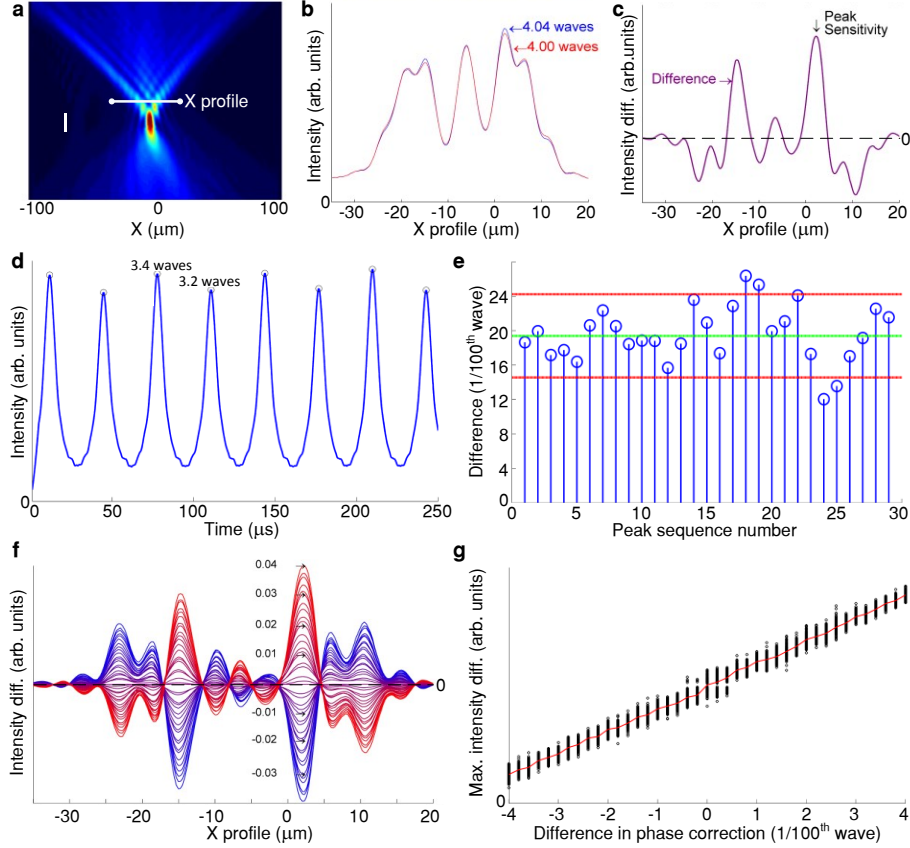 a
X profile
-100
0
100
X (μm)
b
4.04 waves
4.00 waves
Intensity (arb. units)
0
-30
-20
-10
0
10
20
X profile (μm)
c
Peak
Sensitivity
Difference
Intensity diff. (arb.units)
0
-30
-20
-10
0
10
20
X profile (μm)
d
3.4 waves
3.2 waves
Intensity (arb. units)
0
0
50
100
150
200
250
Time (μs)
e
Difference (1/100th wave)
24
20
16
12
8
4
0
0
5
10
15
20
25
30
Peak sequence number
f
0.04
0.03
0.02
0.01
-0.01
-0.02
-0.03
0
Intensity diff. (arb. units)
-30
-20
-10
0
10
20
X profile (μm)
g
Max. intensity diff. (arb. units)
0
-4
-3
-2
-1
0
1
2
3
4
Difference in phase correction (1/100th wave)